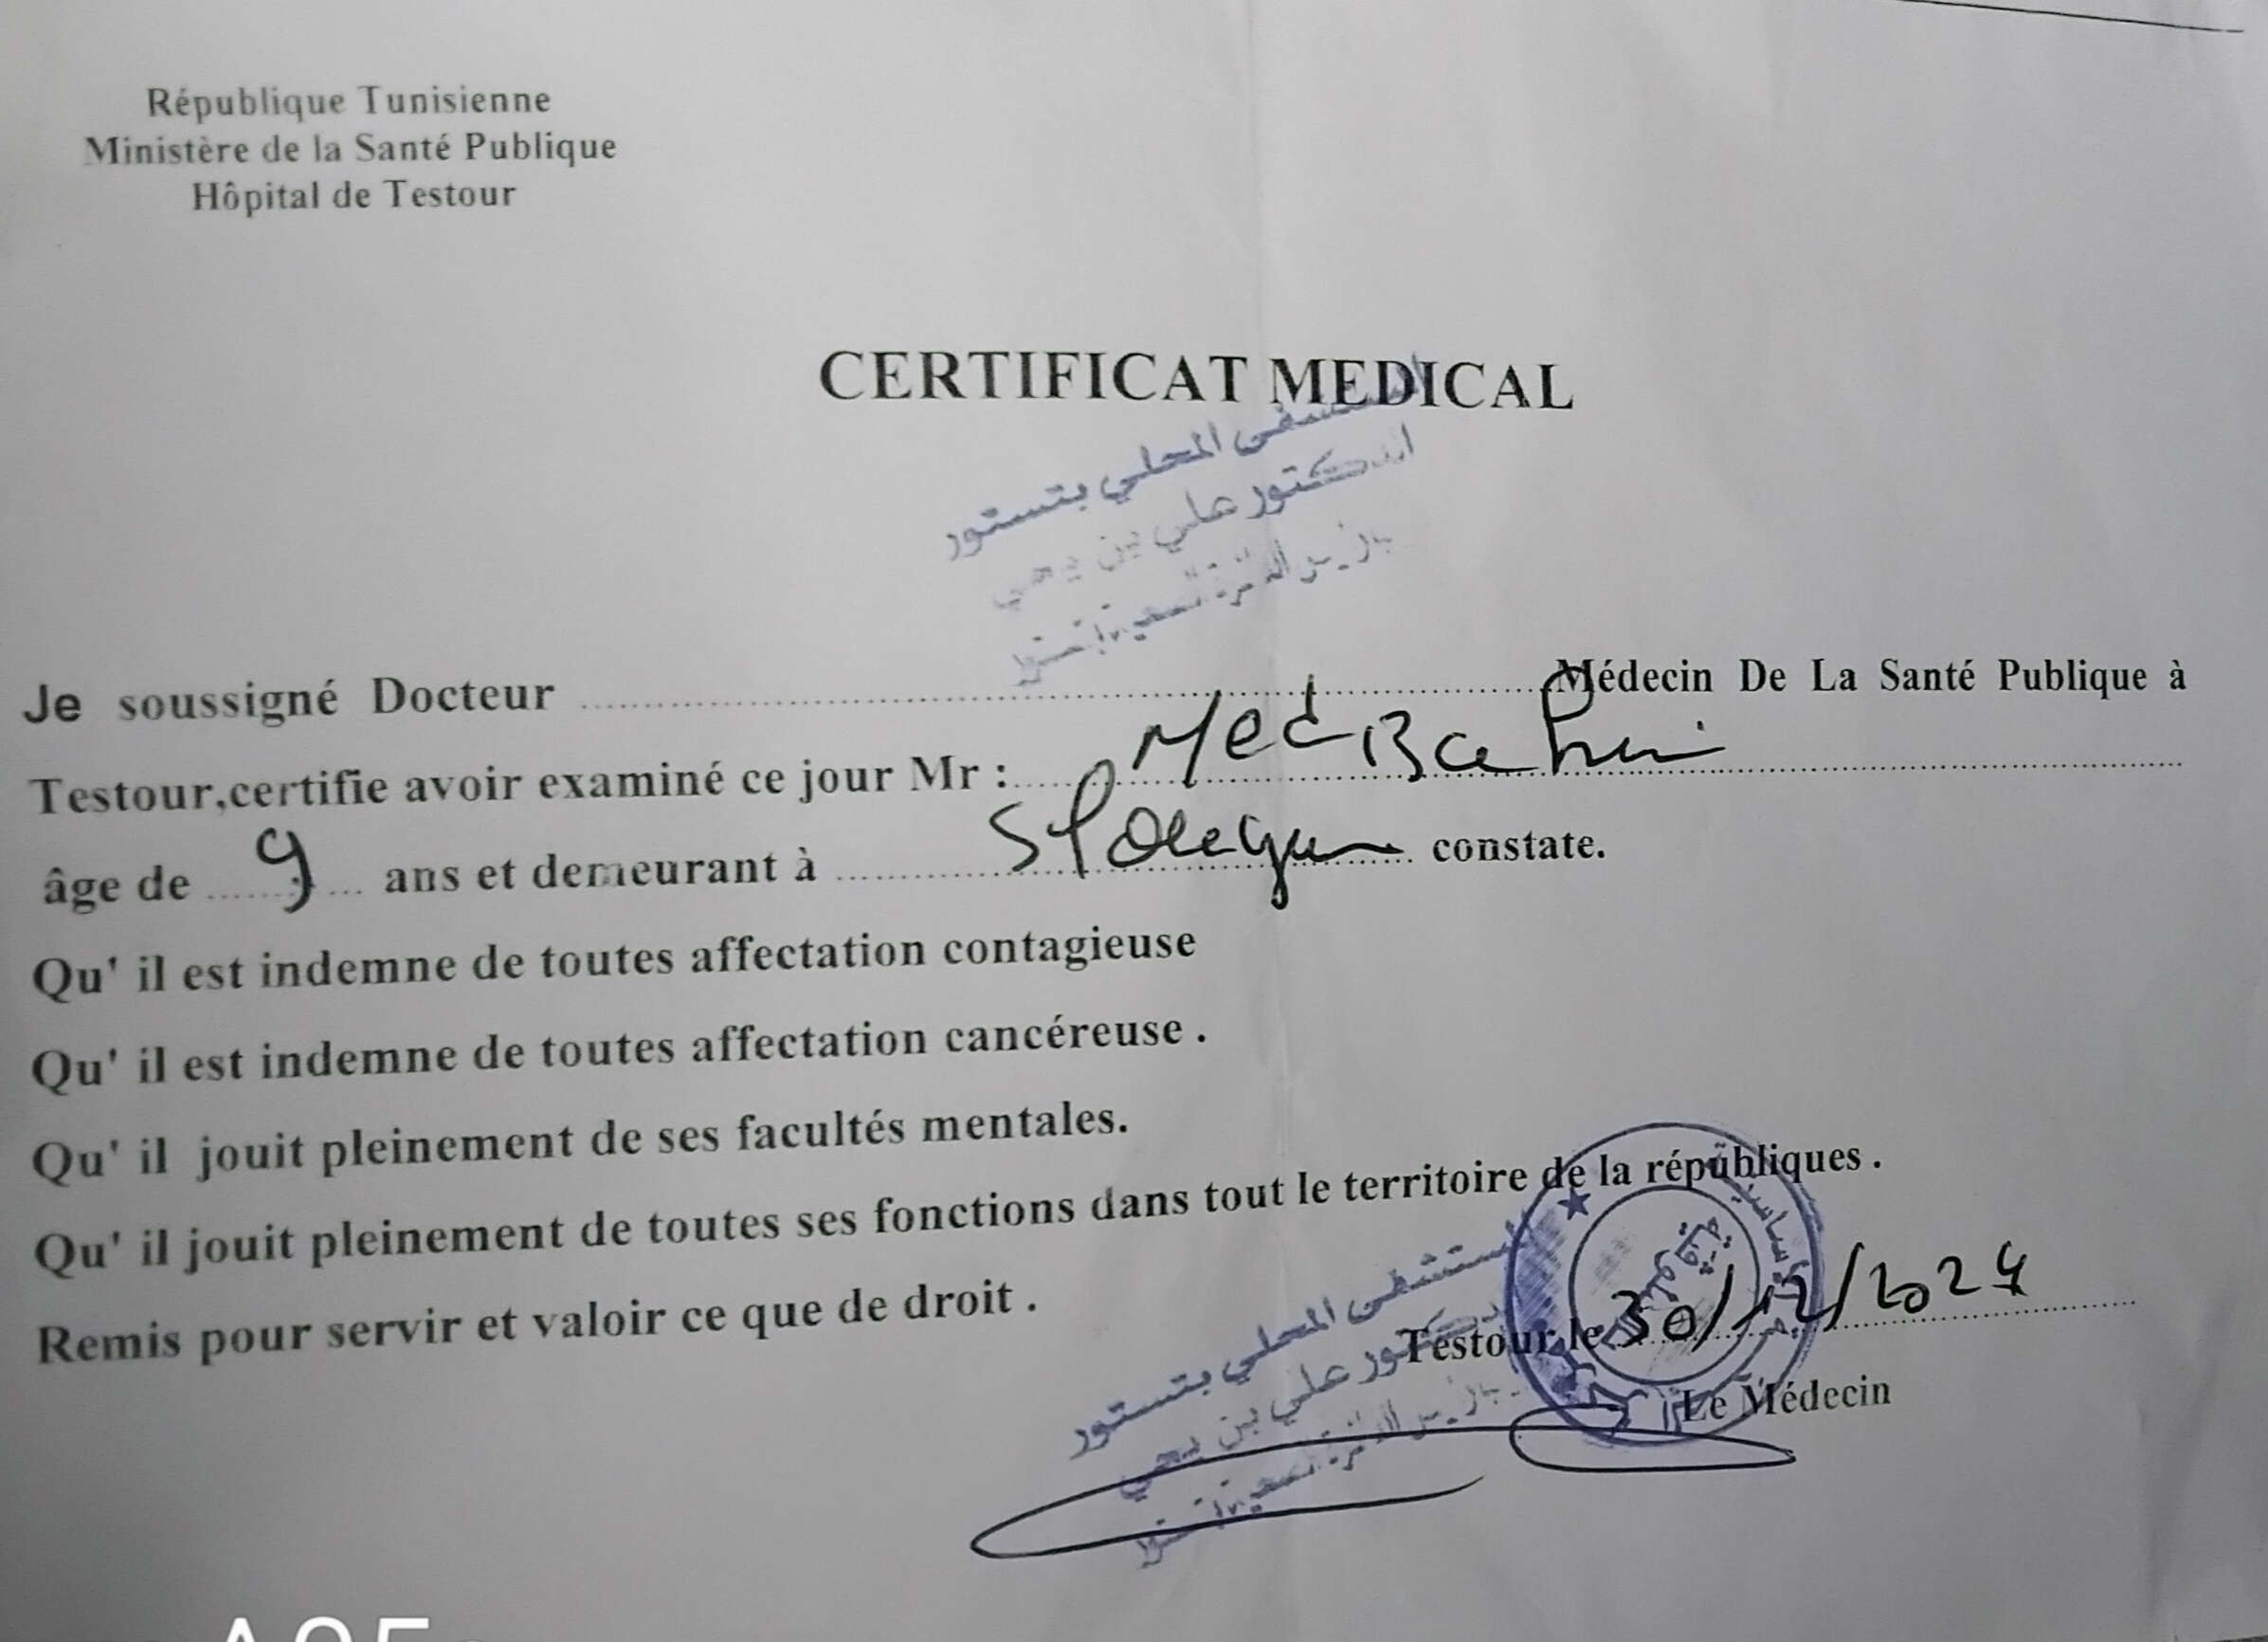 République Tunisienne
Ministère de la Santé Publique
Hôpital de Testour
CERTIFICAT MEDICAL
المستشفى المحلي بتستور
الدكتور علي بن يحيى
Je soussigné Docteur Médecin De La Santé Publique à
Testour,certifie avoir examiné ce jour Mr : Med
âge de 9 ans et demeurant à constate.
Qu' il est indemne de toutes affectation contagieuse
Qu' il est indemne de toutes affectation cancéreuse .
Qu' il jouit pleinement de ses facultés mentales.
Qu' il jouit pleinement de toutes ses fonctions dans tout le territoire de la républiques .
Remis pour servir et valoir ce que de droit .
Testour le 30/12/2024
Le Médecin
المستشفى المحلي بتستور
الدكتور علي بن يحيى